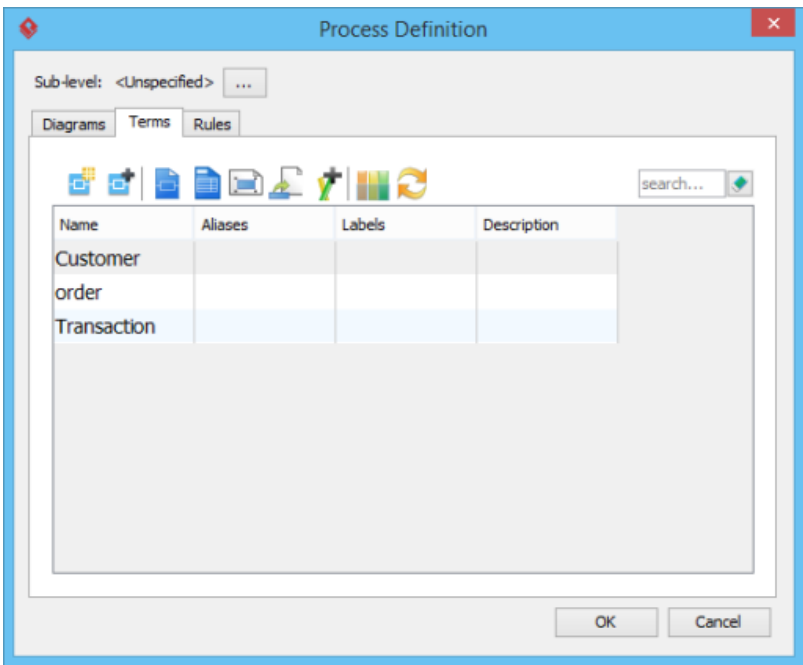 Process Definition
Sub-level: <Unspecified> ...
Diagrams Terms Rules
search...
Name Aliases Labels Description
Customer
order
Transaction
OK Cancel